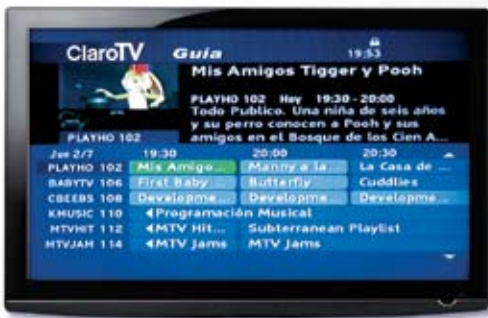 ClaroTV Guía 19:53
Mis Amigos Tigger y Pooh
PLAYHO 102 Hoy 19:30-20:00
Todo Publico. Una niña de seis años
y su perro conocen a Pooh y sus
amigos en el Bosque de los Cien A...
PLAYHO 102
Jue 2/7 19:30 20:00 20:30
PLAYHO 102 Mis Amigo... Manny a la... La Casa de ...
BABYTV 106 First Baby ... Butterfly Cuddlies
CBEEBS 108 Developme... Developme... Developme...
KMUSIC 110 Programación Musical
MTVHIT 112 MTV Hit... Subterranean Playlist
MTVJAM 114 MTV Jams MTV Jams